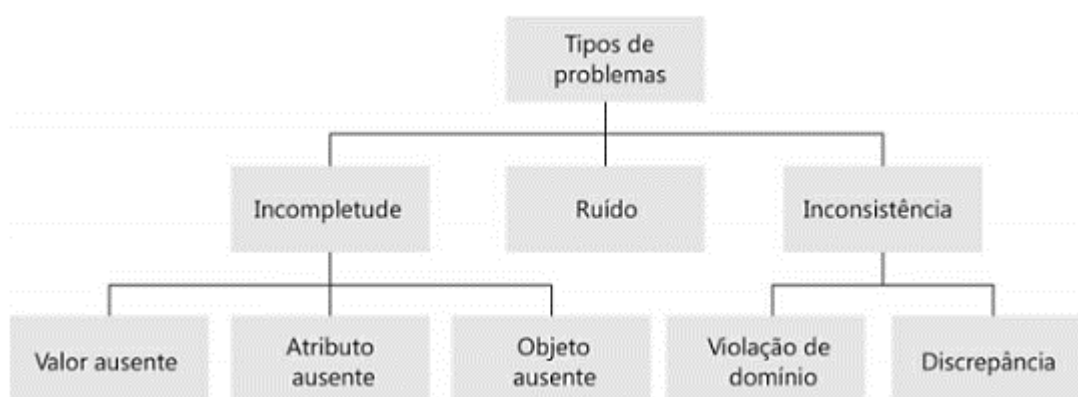 Tipos de
problemas
Incompletude
Ruído
Inconsistência
Valor ausente
Atributo
ausente
Objeto
ausente
Violação de
domínio
Discrepância